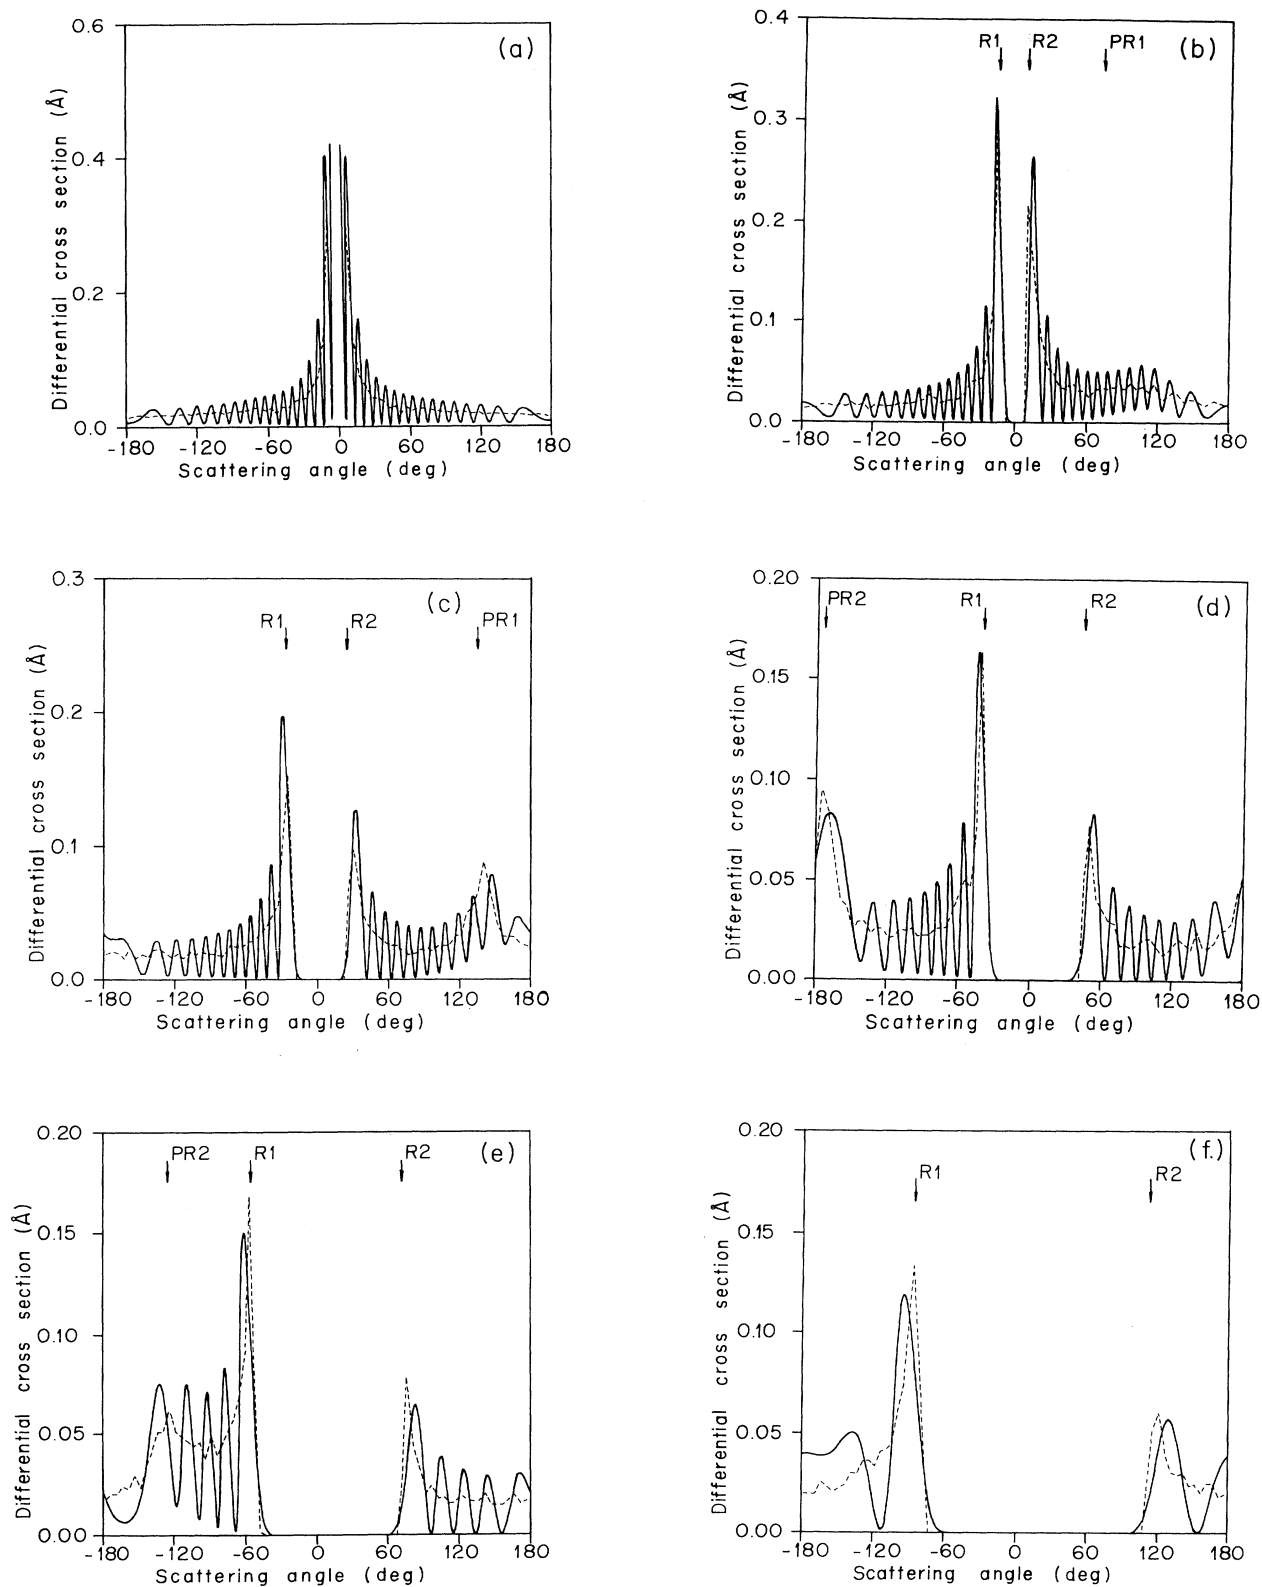 (a)
Differential cross section (Å)
0.6
0.4
0.2
0.0
-180 -120 -60 0 60 120 180
Scattering angle (deg)
(b)
R1 R2 PR1
Differential cross section (Å)
0.4
0.3
0.2
0.1
0.0
-180 -120 -60 0 60 120 180
Scattering angle (deg)
(c)
R1 R2 PR1
Differential cross section (Å)
0.3
0.2
0.1
0.0
-180 -120 -60 0 60 120 180
Scattering angle (deg)
(d)
PR2 R1 R2
Differential cross section (Å)
0.20
0.15
0.10
0.05
0.00
-180 -120 -60 0 60 120 180
Scattering angle (deg)
(e)
PR2 R1 R2
Differential cross section (Å)
0.20
0.15
0.10
0.05
0.00
-180 -120 -60 0 60 120 180
Scattering angle (deg)
(f.)
R1 R2
Differential cross section (Å)
0.20
0.15
0.10
0.05
0.00
-180 -120 -60 0 60 120 180
Scattering angle (deg)